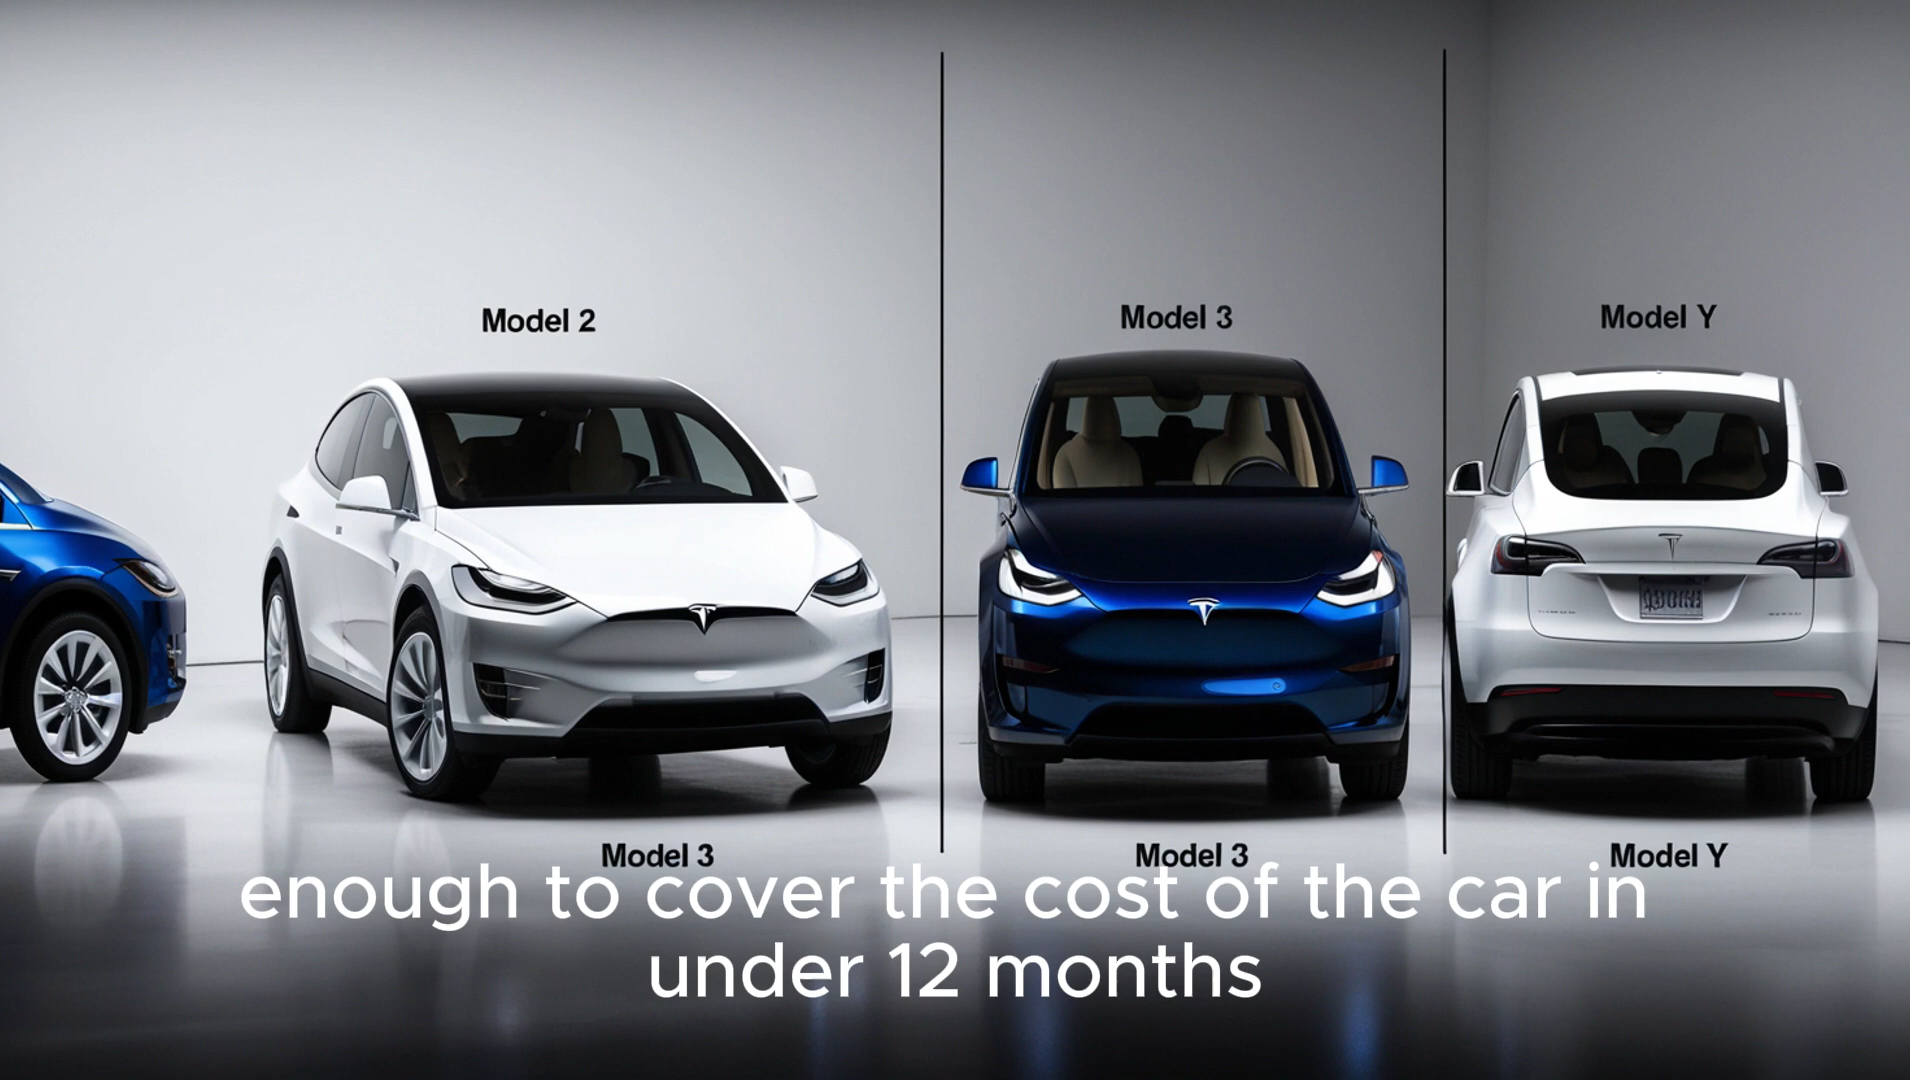 Model 2
Model 3
Model Y
Model 3
Model 3
Model Y
enough to cover the cost of the car in
under 12 months